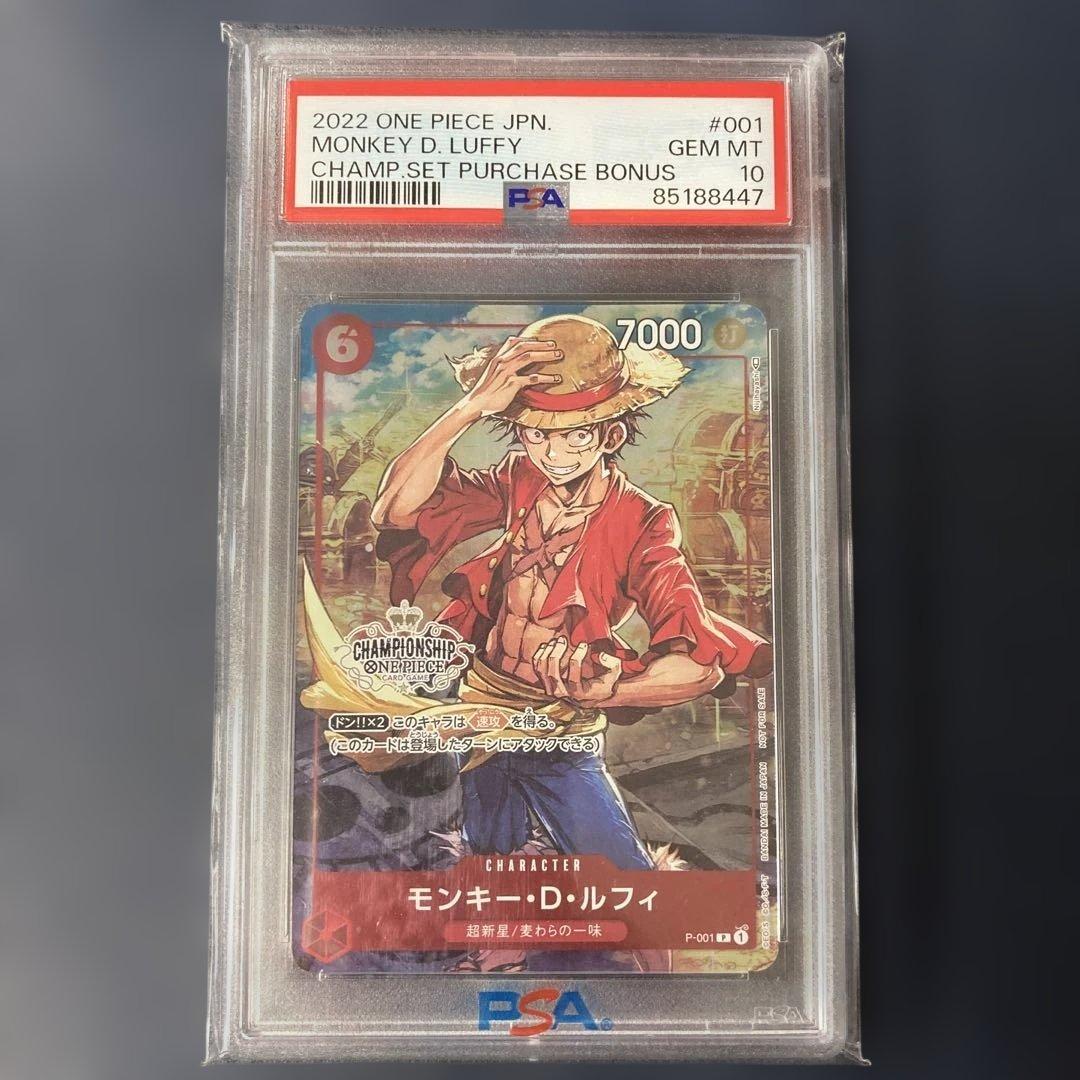 2022 ONE PIECE JPN. #001
MONKEY D. LUFFY GEM MT
CHAMP.SET PURCHASE BONUS 10
PSA 85188447
6
7000 打
Nijihayashi
CHAMPIONSHIP
ONE PIECE
CARD GAME
ドン!!×2 このキャラは 速攻 を得る。
(このカードは登場したターンにアタックできる)
BANDAI MADE IN JAPAN NOT FOR SALE
CHARACTER
モンキー・D・ルフィ
超新星/麦わらの一味
P-001 P 1
PSA
PSA